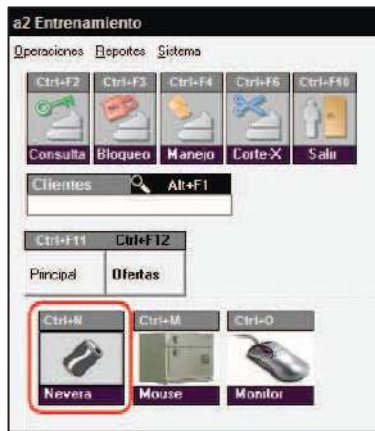 a2 Entrenamiento
Operaciones Reportes Sistema
Ctrl+F2 Ctrl+F3 Ctrl+F4 Ctrl+F6 Ctrl+F10
Consulta Bloqueo Manejo Corte-X Salir
Clientes Alt+F1
Ctrl+F11 Ctrl+F12
Principal Ofertas
Ctrl+N Ctrl+M Ctrl+O
Nevera Mouse Monitor